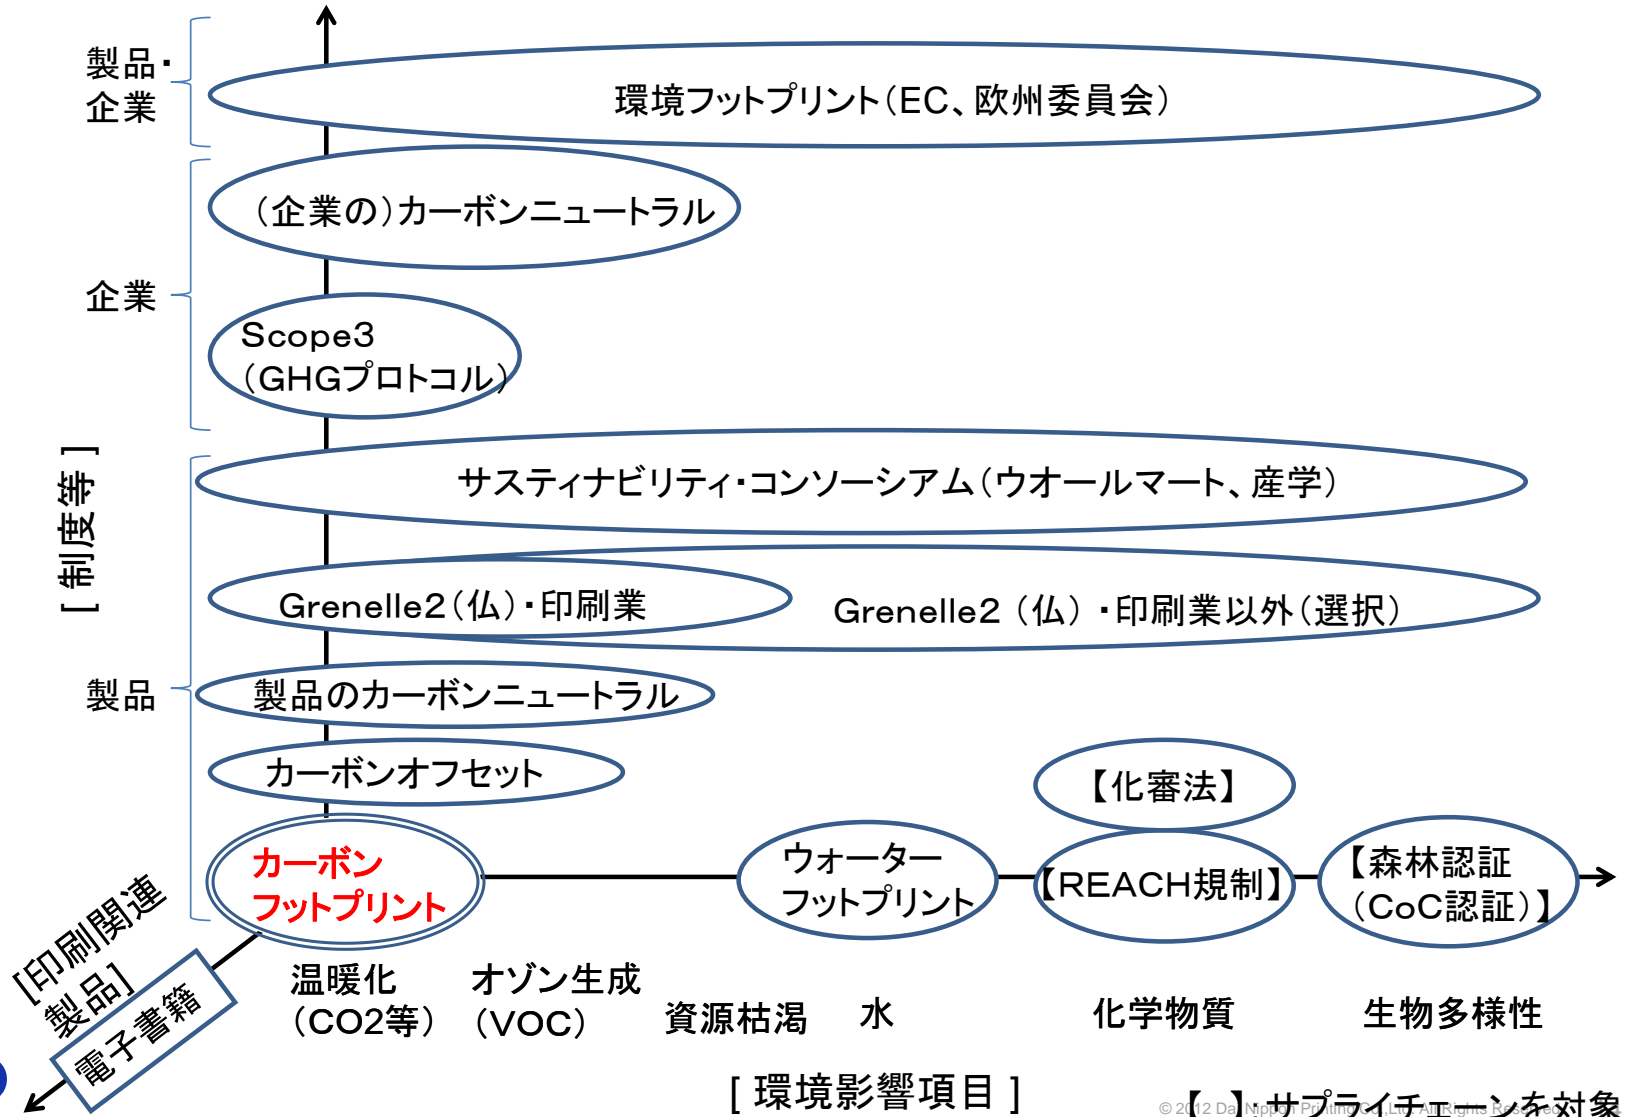 製品・
企業
環境フットプリント（EC、欧州委員会）
（企業の）カーボンニュートラル
企業
Scope3
（GHGプロトコル）
[ 制度等 ]
サスティナビリティ・コンソーシアム（ウオールマート、産学）
Grenelle2（仏）・印刷業
Grenelle2 （仏） ・印刷業以外（選択）
製品
製品のカーボンニュートラル
カーボンオフセット
【化審法】
カーボン
フットプリント
ウォーター
フットプリント
【REACH規制】
【森林認証
（CoC認証）】
[印刷関連
製品]
電子書籍
温暖化
（CO2等）
オゾン生成
（VOC）
資源枯渇
水
化学物質
生物多様性
[ 環境影響項目 ]
【　】：サプライチェーンを対象
© 2012 Dai Nippon Printing Co.,Ltd. All Rights Reserved.